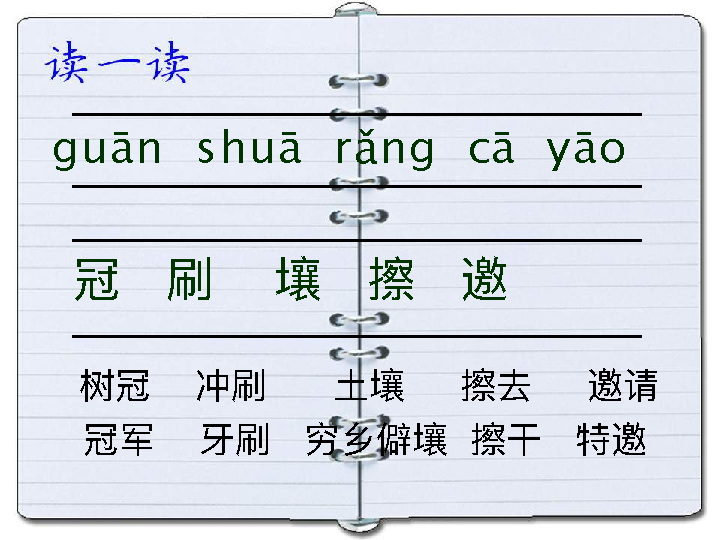 读一读
guān shuā rǎng cā yāo
冠 刷 壤 擦 邀
树冠 冲刷 土壤 擦去 邀请
冠军 牙刷 穷乡僻壤 擦干 特邀